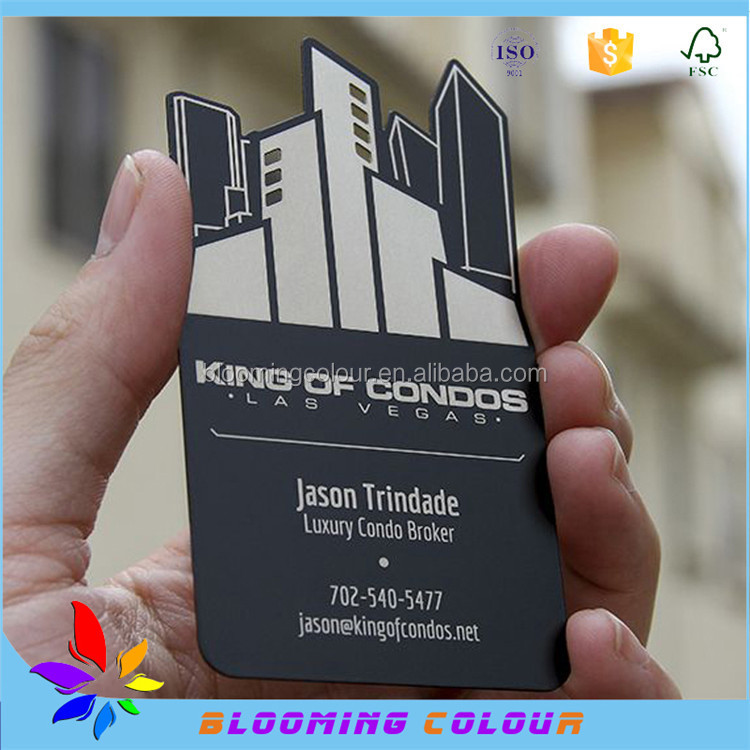 ISO
9001
$
FSC
KING OF CONDOS
bloomingcolour.en.alibaba.com
• LAS VEGAS •
Jason Trindade
Luxury Condo Broker
•
702-540-5477
jason@kingofcondos.net
BLOOMING COLOUR